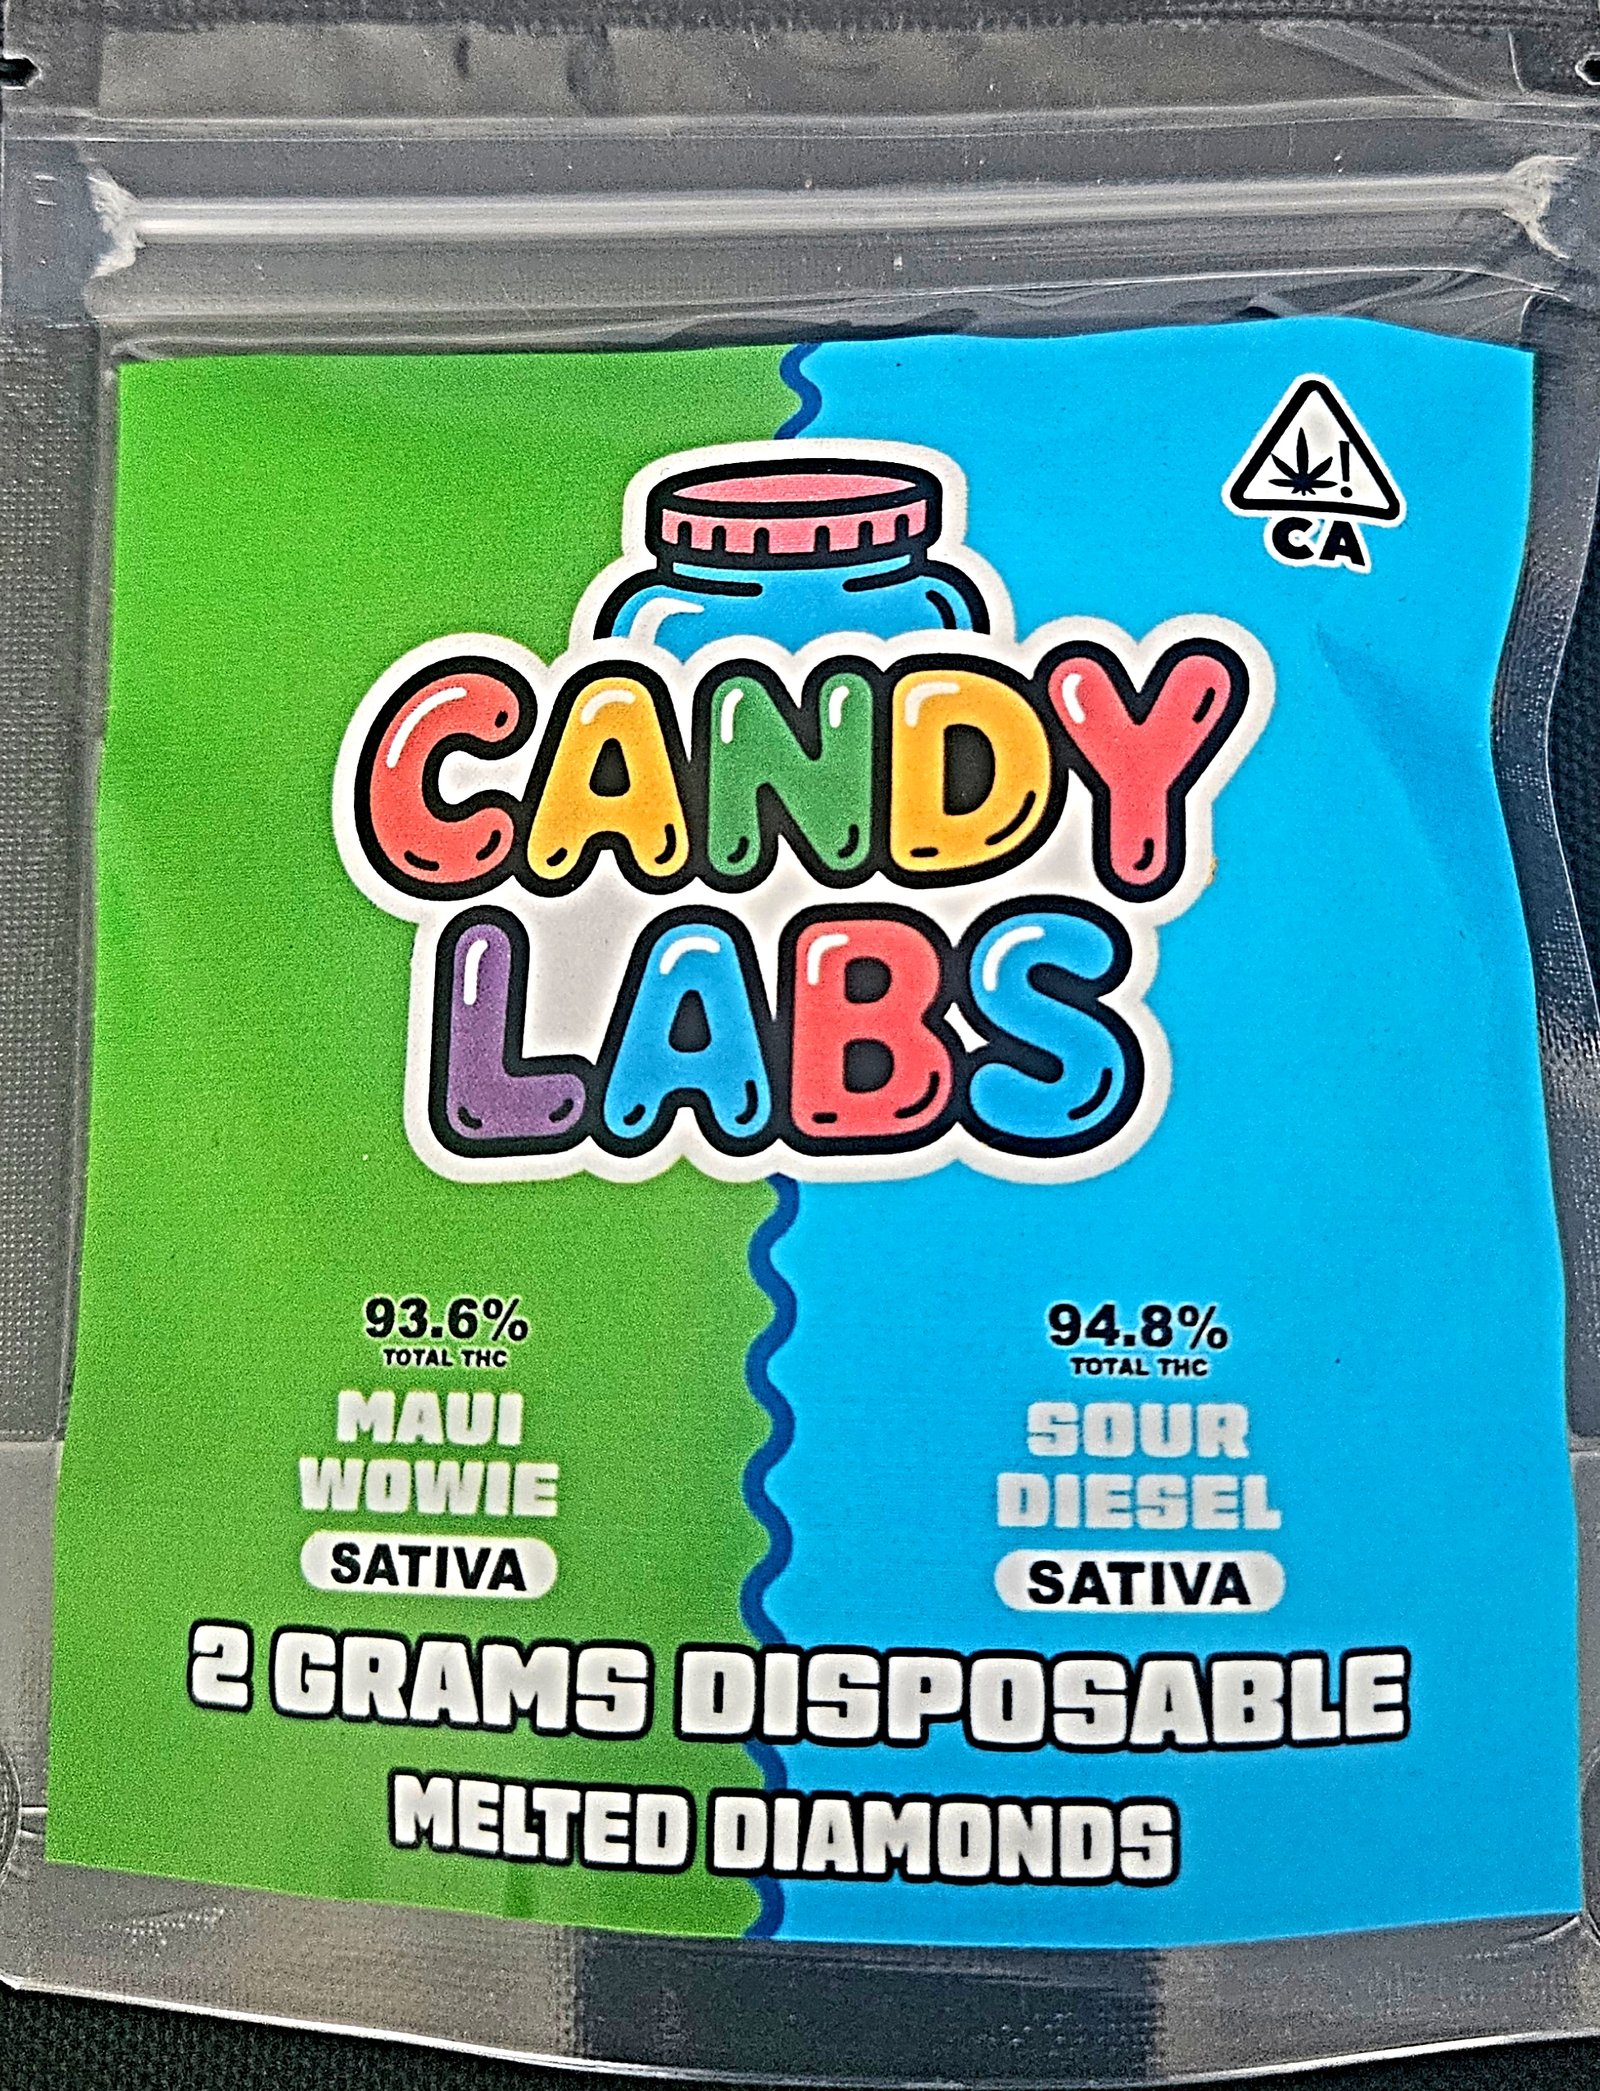 !
CA
CANDY
LABS
93.6%
TOTAL THC
MAUI
WOWIE
SATIVA
94.8%
TOTAL THC
SOUR
DIESEL
SATIVA
2 GRAMS DISPOSABLE
MELTED DIAMONDS